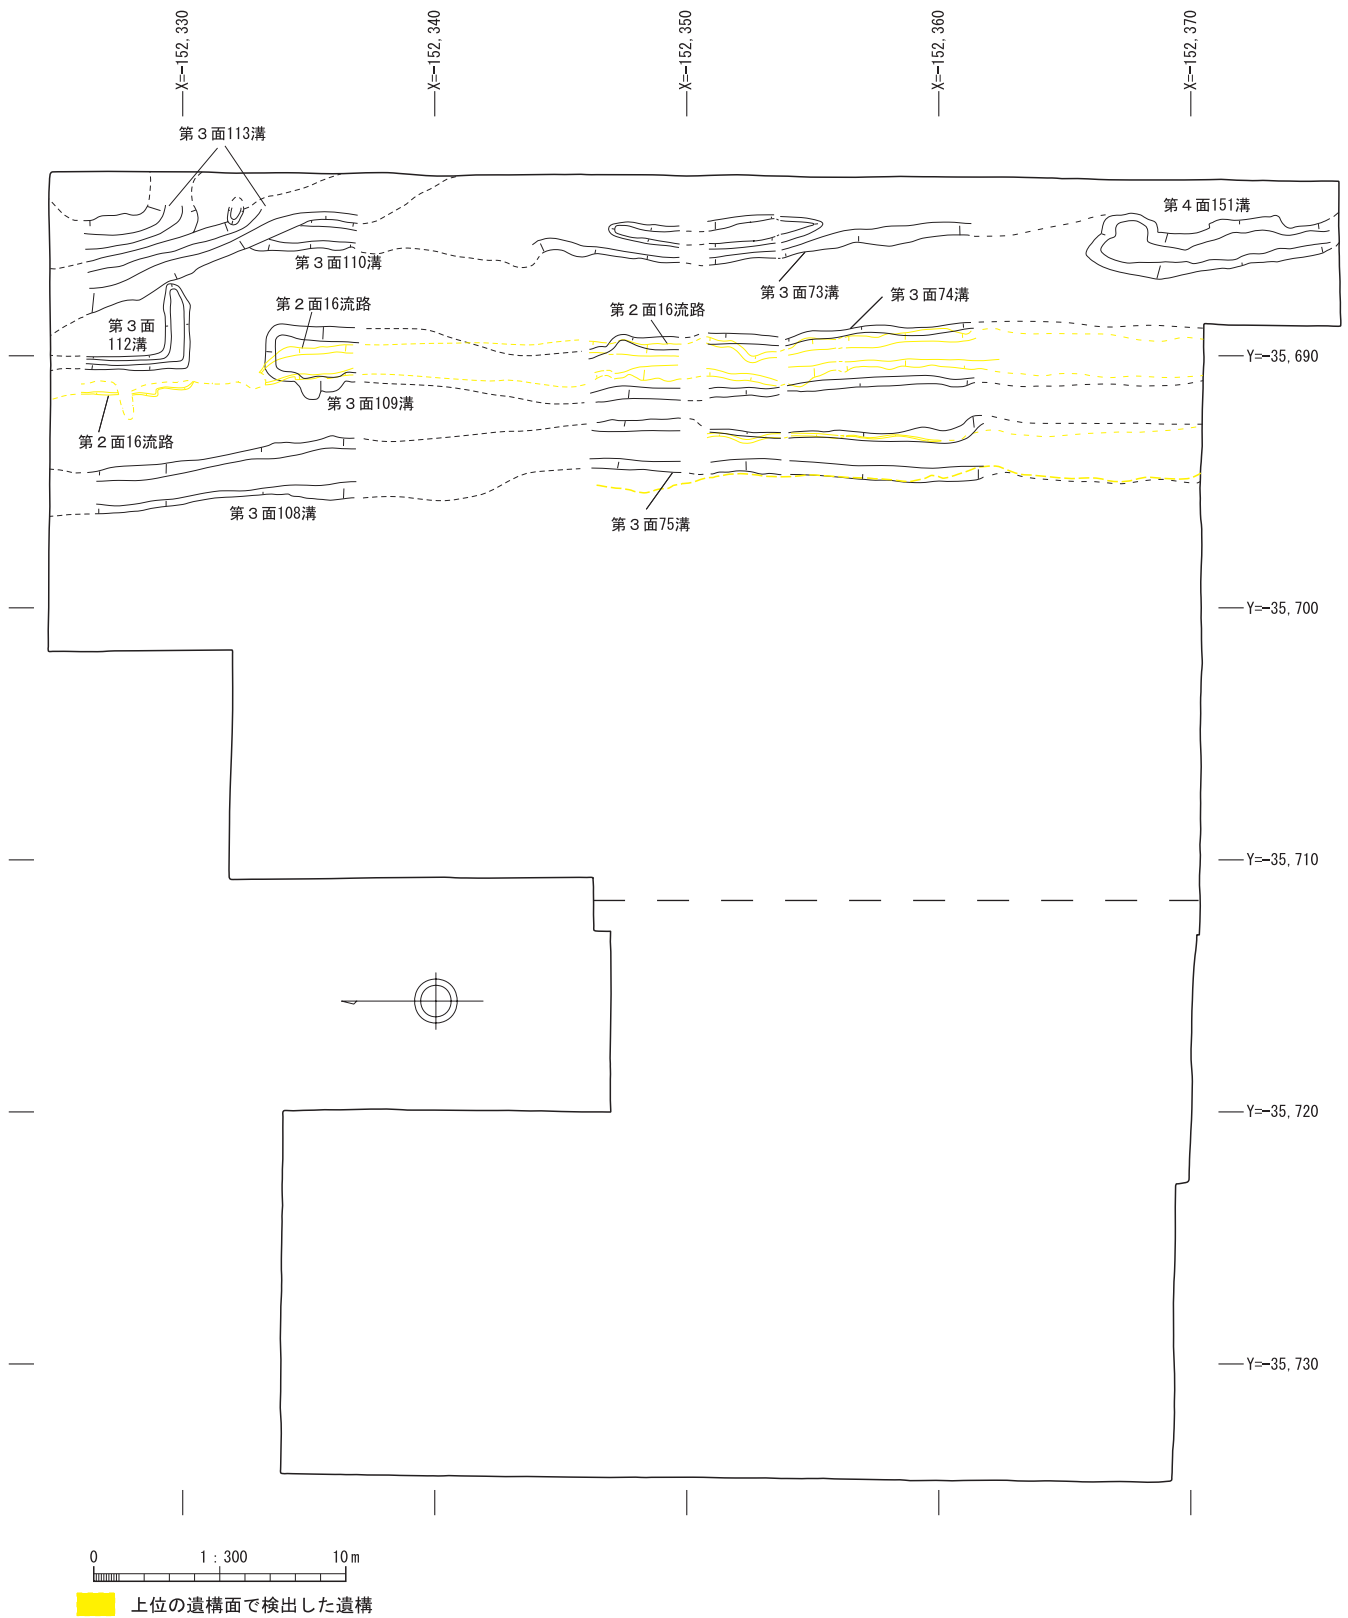 X=-152,330
X=-152,340
X=-152,350
X=-152,360
X=-152,370
第３面113溝
第４面151溝
第３面110溝
第３面73溝
第３面74溝
第２面16流路
第２面16流路
第３面
112溝
Y=-35,690
第３面109溝
第２面16流路
第３面108溝
第３面75溝
Y=-35,700
Y=-35,710
Y=-35,720
Y=-35,730
0 1：300 10m
上位の遺構面で検出した遺構